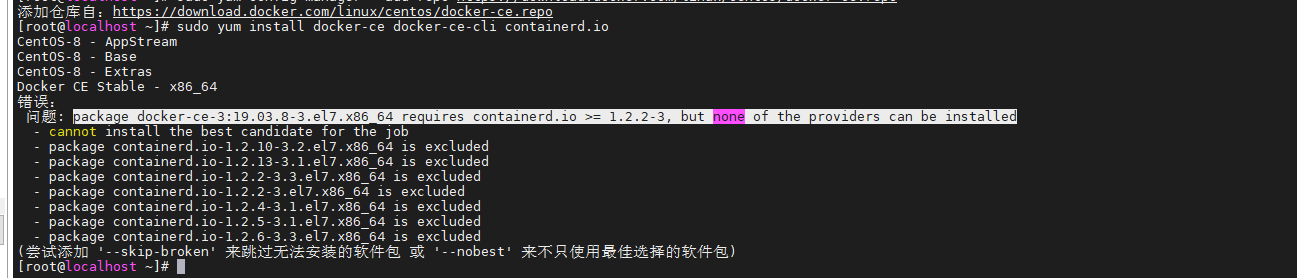 添加仓库自: https://download.docker.com/linux/centos/docker-ce.repo
[root@localhost ~]# sudo yum install docker-ce docker-ce-cli containerd.io
CentOS-8 - AppStream
CentOS-8 - Base
CentOS-8 - Extras
Docker CE Stable - x86_64
错误:
问题: package docker-ce-3:19.03.8-3.el7.x86_64 requires containerd.io >= 1.2.2-3, but none of the providers can be installed
- cannot install the best candidate for the job
- package containerd.io-1.2.10-3.2.el7.x86_64 is excluded
- package containerd.io-1.2.13-3.1.el7.x86_64 is excluded
- package containerd.io-1.2.2-3.3.el7.x86_64 is excluded
- package containerd.io-1.2.2-3.el7.x86_64 is excluded
- package containerd.io-1.2.4-3.1.el7.x86_64 is excluded
- package containerd.io-1.2.5-3.1.el7.x86_64 is excluded
- package containerd.io-1.2.6-3.3.el7.x86_64 is excluded
(尝试添加 '--skip-broken' 来跳过无法安装的软件包 或 '--nobest' 来不只使用最佳选择的软件包)
[root@localhost ~]#